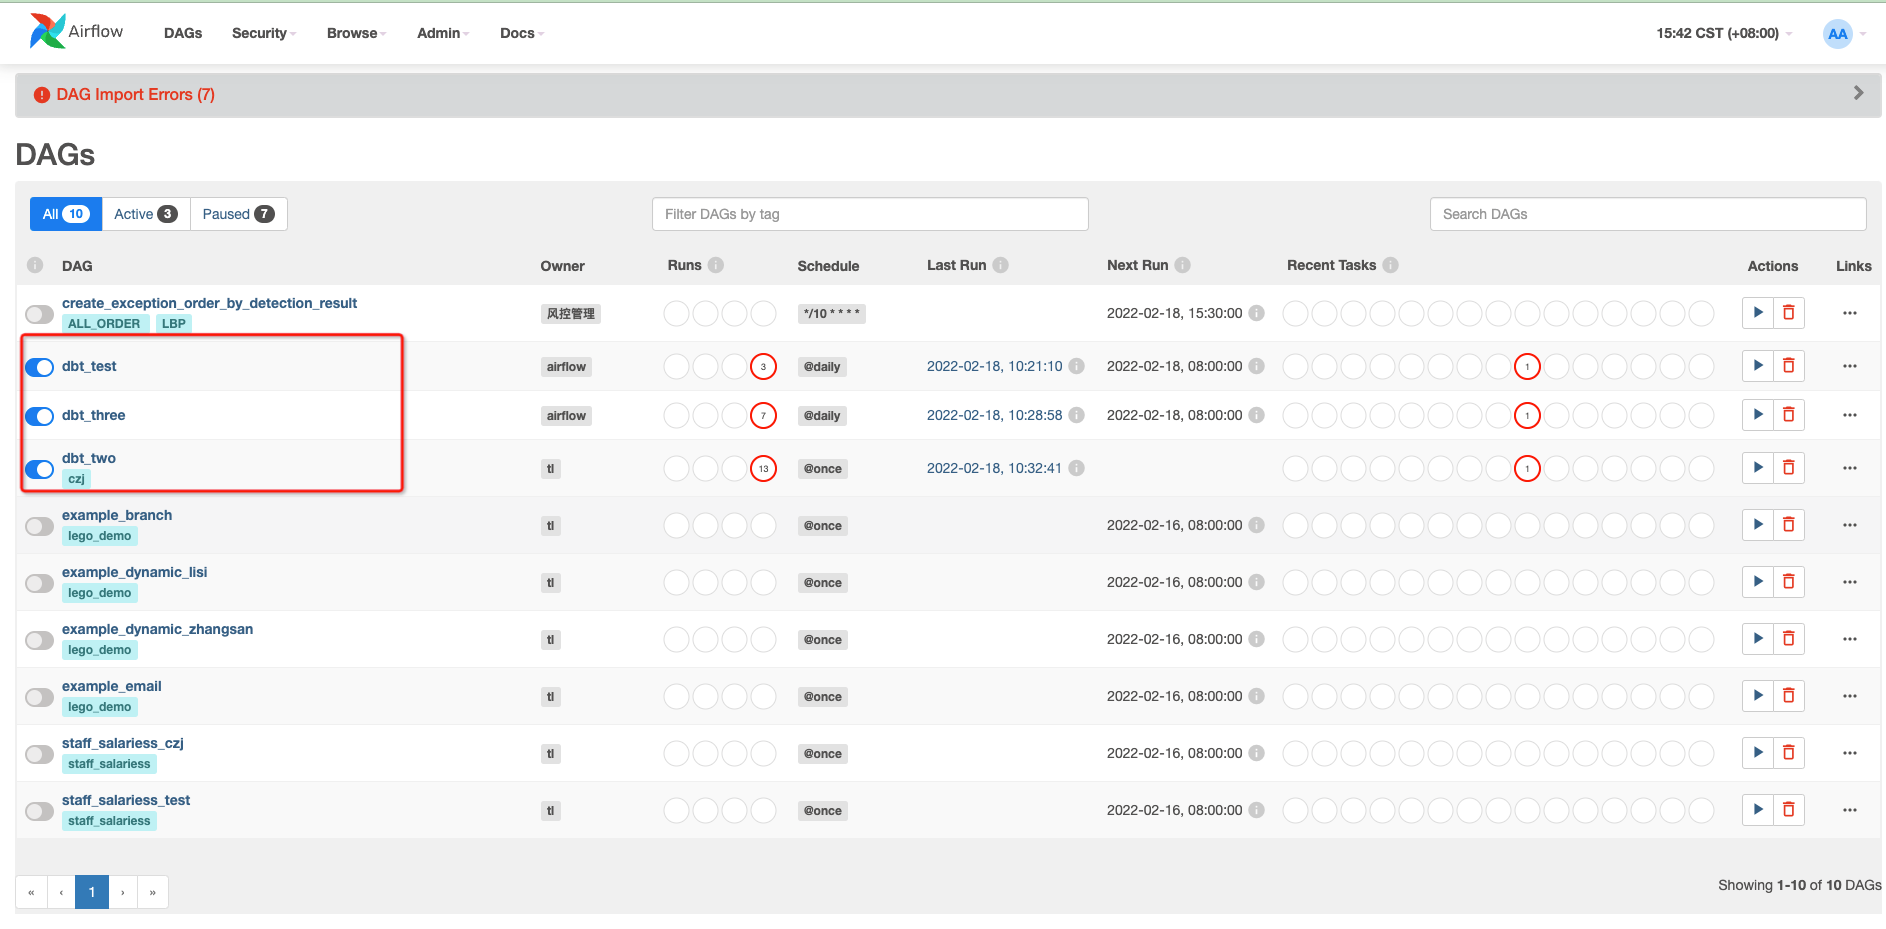 Airflow DAGs Security Browse Admin Docs 15:42 CST (+08:00) AA
DAG Import Errors (7)
DAGs
All 10 Active 3 Paused 7 Filter DAGs by tag Search DAGs
DAG Owner Runs Schedule Last Run Next Run Recent Tasks Actions Links
create_exception_order_by_detection_result
ALL_ORDER LBP 风控管理 */10 * * * * 2022-02-18, 15:30:00
dbt_test airflow 3 @daily 2022-02-18, 10:21:10 2022-02-18, 08:00:00 1
dbt_three airflow 7 @daily 2022-02-18, 10:28:58 2022-02-18, 08:00:00 1
dbt_two
czj tl 13 @once 2022-02-18, 10:32:41 1
example_branch
lego_demo tl @once 2022-02-16, 08:00:00
example_dynamic_lisi
lego_demo tl @once 2022-02-16, 08:00:00
example_dynamic_zhangsan
lego_demo tl @once 2022-02-16, 08:00:00
example_email
lego_demo tl @once 2022-02-16, 08:00:00
staff_salariess_czj
staff_salariess tl @once 2022-02-16, 08:00:00
staff_salariess_test
staff_salariess tl @once 2022-02-16, 08:00:00
« ‹ 1 › » Showing 1-10 of 10 DAGs